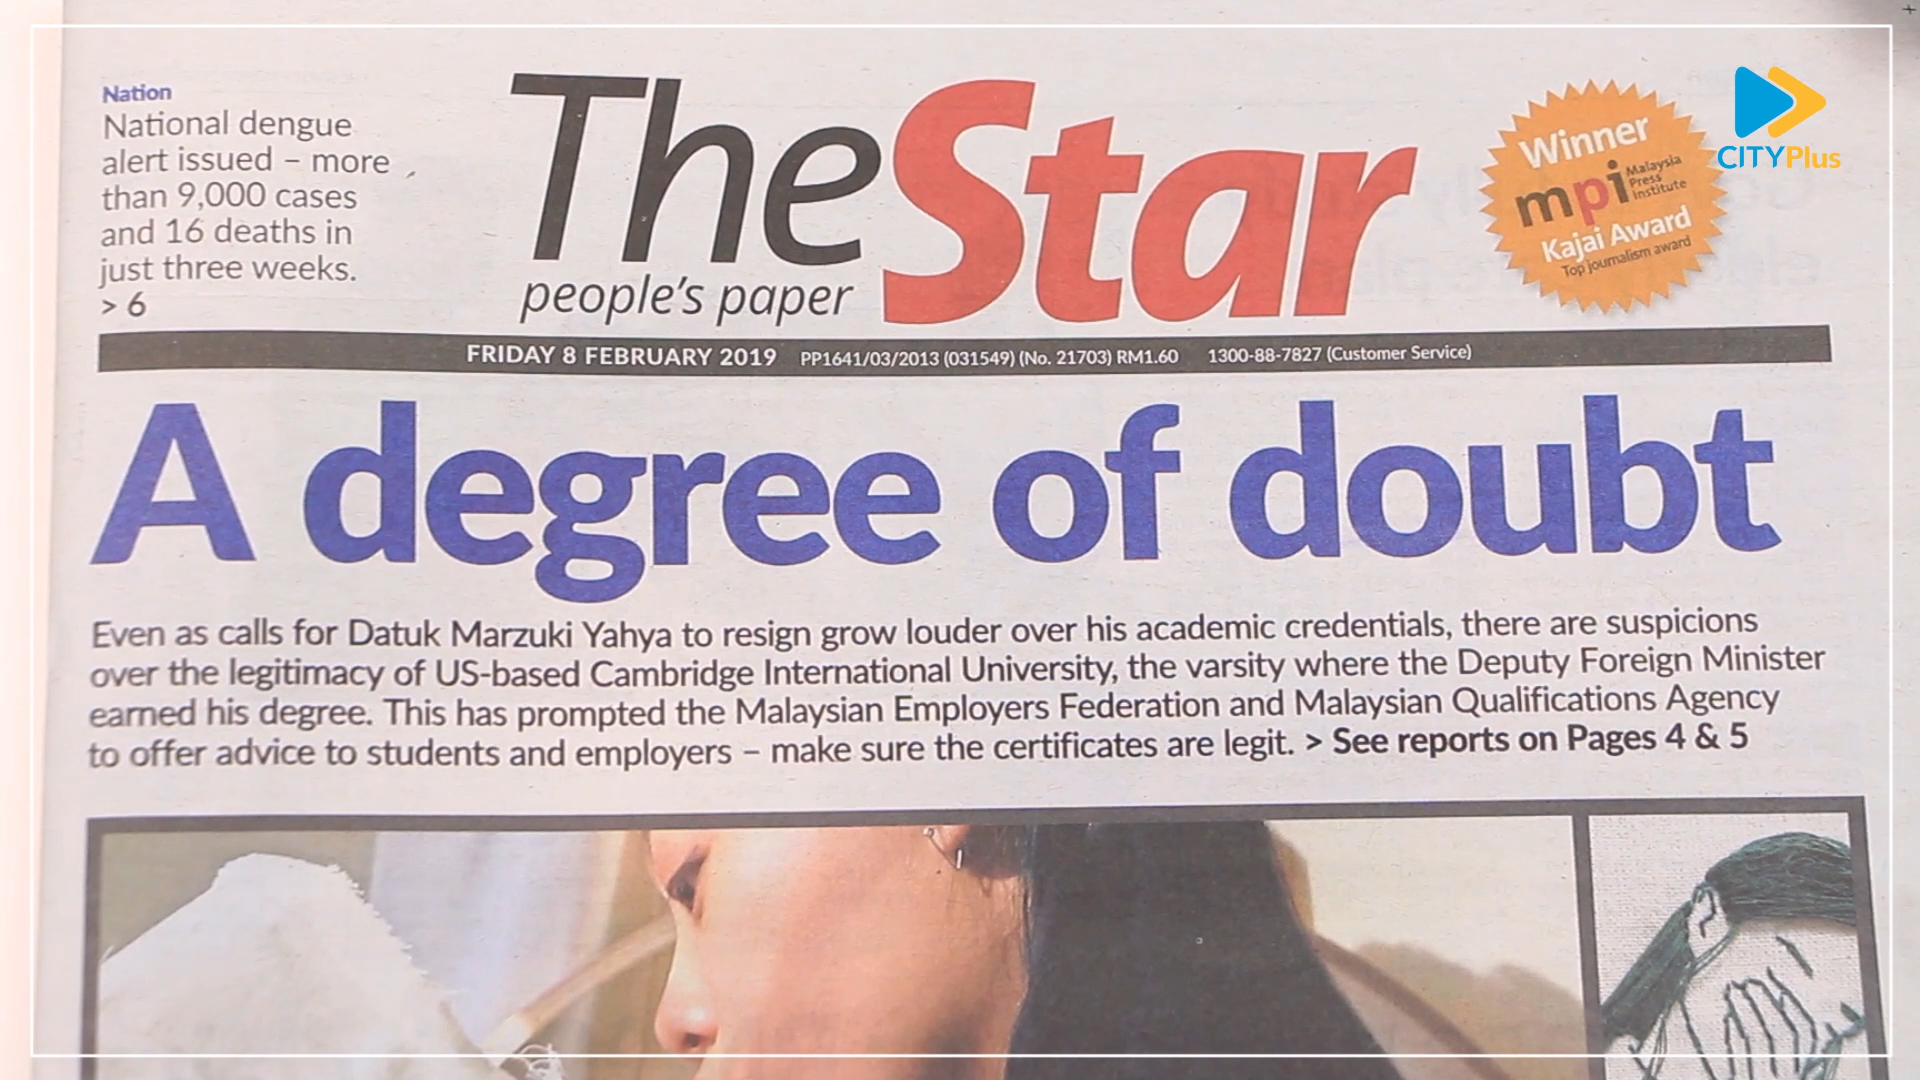 Nation
National dengue
alert issued – more
than 9,000 cases
and 16 deaths in
just three weeks.
> 6
The Star
people's paper
Winner
mpi Malaysia
Press
Institute
Kajai Award
Top journalism award
CITYPlus
FRIDAY 8 FEBRUARY 2019 PP1641/03/2013 (031549) (No. 21703) RM1.60 1300-88-7827 (Customer Service)
A degree of doubt
Even as calls for Datuk Marzuki Yahya to resign grow louder over his academic credentials, there are suspicions
over the legitimacy of US-based Cambridge International University, the varsity where the Deputy Foreign Minister
earned his degree. This has prompted the Malaysian Employers Federation and Malaysian Qualifications Agency
to offer advice to students and employers – make sure the certificates are legit. > See reports on Pages 4 & 5